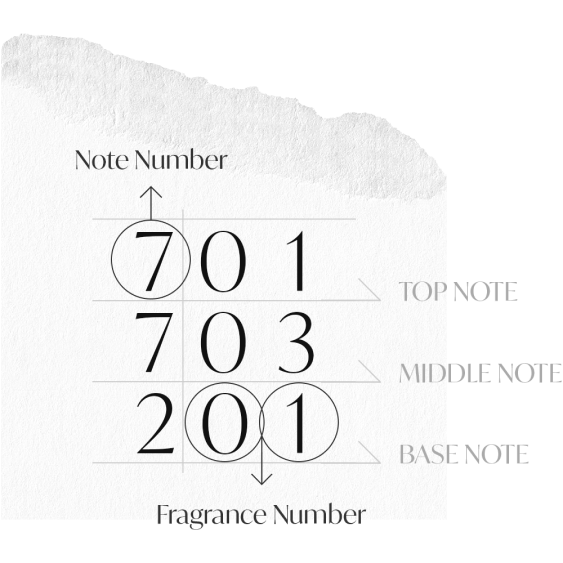 Note Number
701
TOP NOTE
703
MIDDLE NOTE
201
BASE NOTE
Fragrance Number